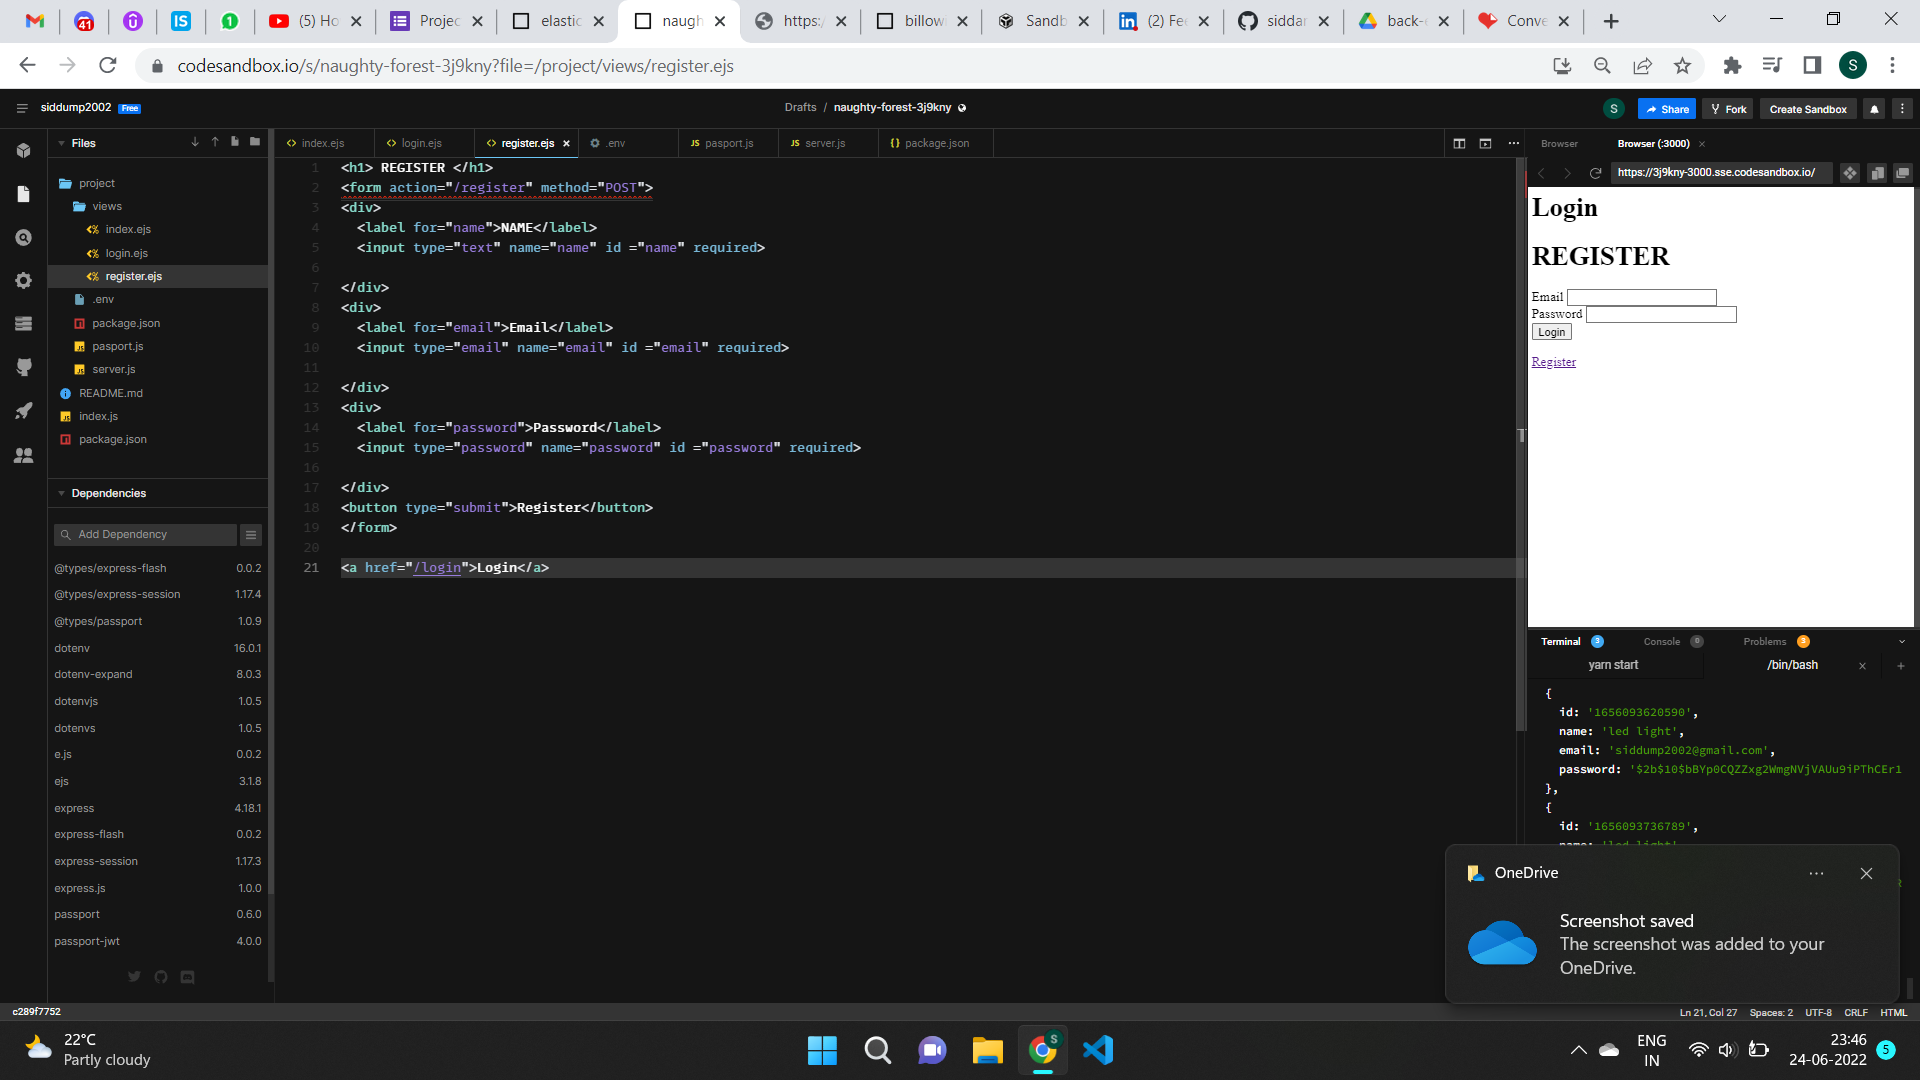 41
1
(5) Ho
Projec
elastic
naugh
https:/
billow
Sandb
(2) Fee
siddar
back-e
Conve
codesandbox.io/s/naughty-forest-3j9kny?file=/project/views/register.ejs
S
siddump2002 Free
Drafts / naughty-forest-3j9kny
S Share Fork Create Sandbox
Files
project
views
index.ejs
login.ejs
register.ejs
.env
package.json
pasport.js
server.js
README.md
index.js
package.json
Dependencies
Add Dependency
@types/express-flash 0.0.2
@types/express-session 1.17.4
@types/passport 1.0.9
dotenv 16.0.1
dotenv-expand 8.0.3
dotenvjs 1.0.5
dotenvs 1.0.5
e.js 0.0.2
ejs 3.1.8
express 4.18.1
express-flash 0.0.2
express-session 1.17.3
express.js 1.0.0
passport 0.6.0
passport-jwt 4.0.0
index.ejs login.ejs register.ejs .env pasport.js server.js package.json
1 <h1> REGISTER </h1>
2 <form action="/register" method="POST">
3 <div>
4 <label for="name">NAME</label>
5 <input type="text" name="name" id ="name" required>
6
7 </div>
8 <div>
9 <label for="email">Email</label>
10 <input type="email" name="email" id ="email" required>
11
12 </div>
13 <div>
14 <label for="password">Password</label>
15 <input type="password" name="password" id ="password" required>
16
17 </div>
18 <button type="submit">Register</button>
19 </form>
20
21 <a href="/login">Login</a>
Browser Browser (:3000)
https://3j9kny-3000.sse.codesandbox.io/
Login
REGISTER
Email
Password
Login
Register
Terminal 3 Console 6 Problems 3
yarn start /bin/bash
{
id: '1656093620590',
name: 'led light',
email: 'siddump2002@gmail.com',
password: '$2b$10$bBYp0CQZZxg2WmgNVjVAUu9iPThCEr1
},
{
id: '1656093736789',
name: 'led light',
OneDrive
Screenshot saved
The screenshot was added to your
OneDrive.
c289f7752
Ln 21, Col 27 Spaces: 2 UTF-8 CRLF HTML
22°C
Partly cloudy
S
ENG
IN
23:46
24-06-2022
5